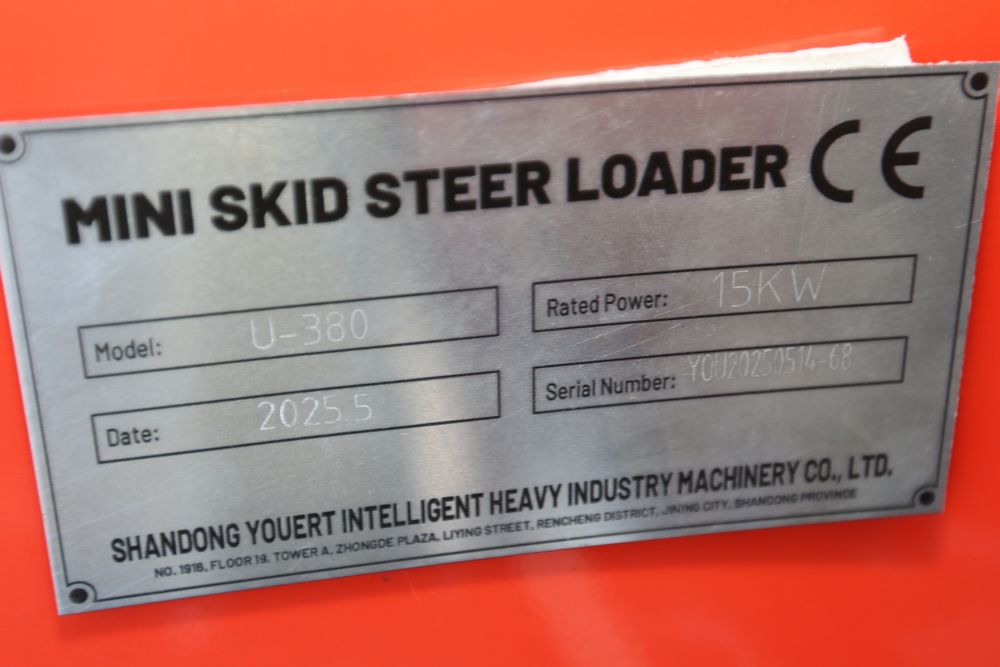 MINI SKID STEER LOADER CE
Model: U-380
Rated Power: 15KW
Date: 2025.5
Serial Number: YOU20250514-68
SHANDONG YOUERT INTELLIGENT HEAVY INDUSTRY MACHINERY CO., LTD.
NO. 1916, FLOOR 19, TOWER A, ZHONGDE PLAZA, LIYING STREET, RENCHENG DISTRICT, JINING CITY, SHANDONG PROVINCE